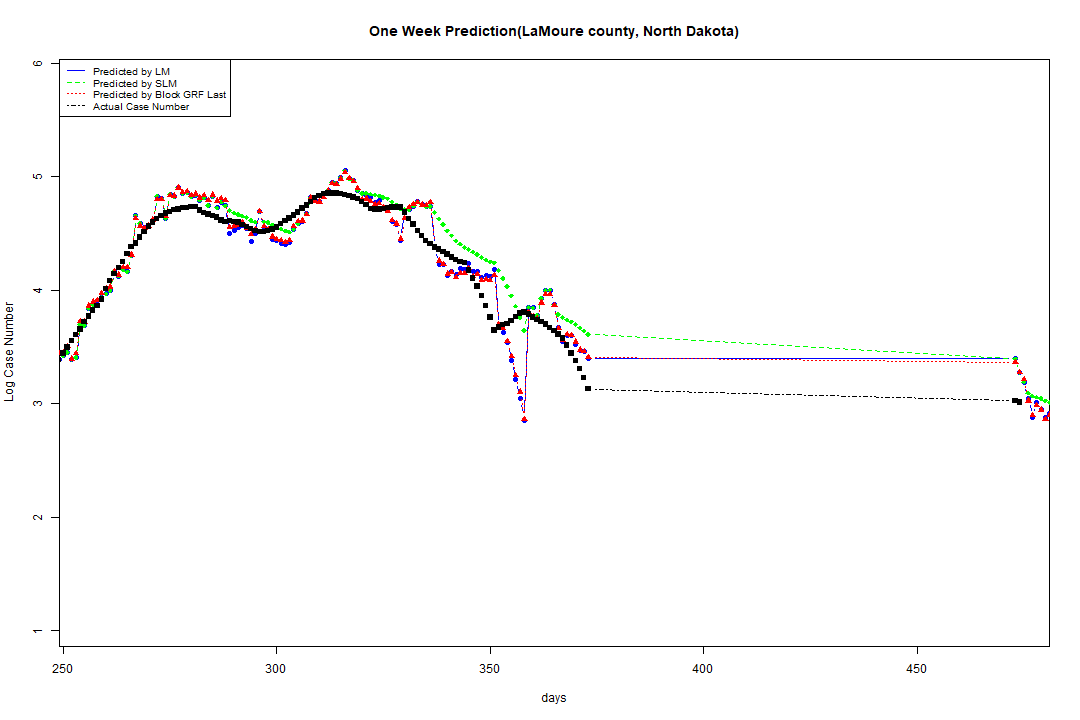 One Week Prediction(LaMoure county, North Dakota)
Predicted by LM
Predicted by SLM
Predicted by Block GRF Last
Actual Case Number
6
5
4
3
2
1
Log Case Number
250 300 350 400 450
days